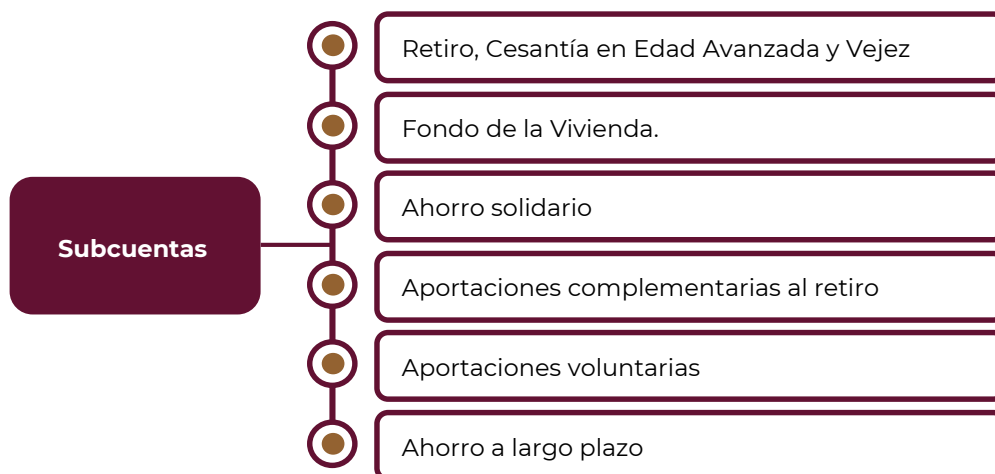 Subcuentas
Retiro, Cesantía en Edad Avanzada y Vejez
Fondo de la Vivienda.
Ahorro solidario
Aportaciones complementarias al retiro
Aportaciones voluntarias
Ahorro a largo plazo